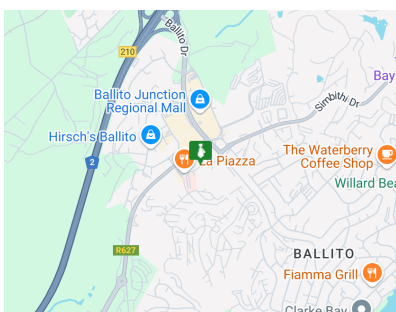 Ballito Dr
210
Ballito Junction
Regional Mall
Bay
Simbithi Dr
Hirsch's Ballito
2
La Piazza
The Waterberry
Coffee Shop
Willard Bea
R627
BALLITO
Fiamma Grill
Clarke Bay